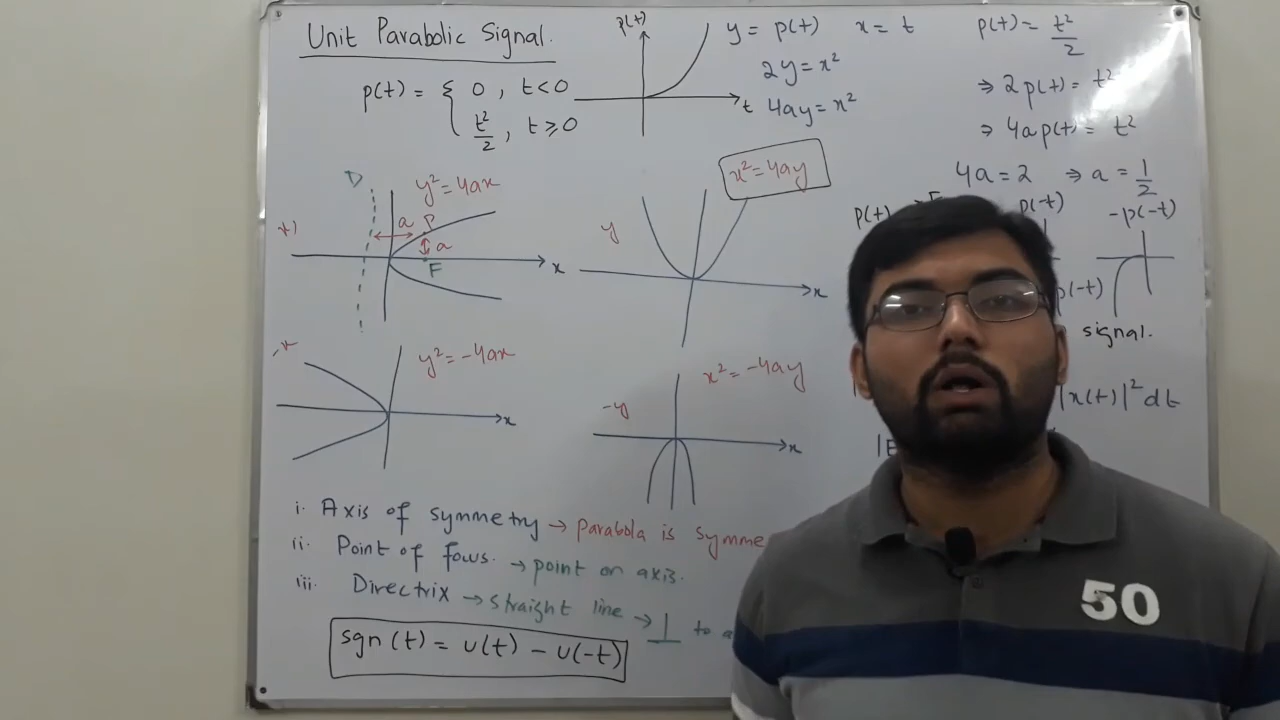 Unit Parabolic Signal.
p(t) = { 0 , t<0
t²/2 , t⩾0
p(t)
t
y = p(t) x = t
2y = x²
4ay = x²
p(t) = t²/2
⇒ 2p(t) = t²
⇒ 4ap(t) = t²
4a = 2 ⇒ a = 1/2
D
y² = 4ax
a P
a
F
x
x² = 4ay
y
x
p(t)
p(-t)
-p(-t)
p(-t)
signal.
y² = -4ax
x
x² = -4ay
-y
x
|x(t)|² dt
i. Axis of symmetry → parabola is symme
ii. Point of focus. → point on axis.
iii. Directrix → straight line → ⊥ to a
sgn(t) = u(t) - u(-t)
50